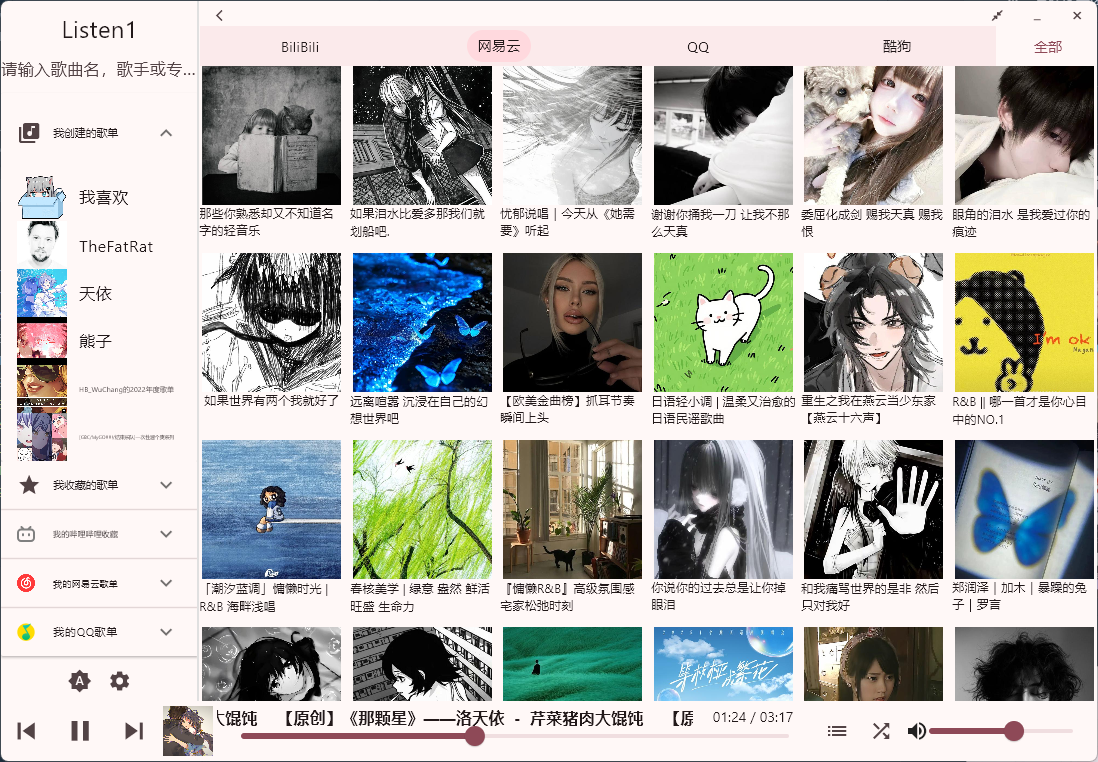 Listen1
请输入歌曲名，歌手或专...
我创建的歌单
我喜欢
TheFatRat
天依
熊子
HB_WuChang的2022年度歌单
我收藏的歌单
我的哔哩哔哩收藏
我的网易云歌单
我的QQ歌单
BiliBili
网易云
QQ
酷狗
全部
那些你熟悉却又不知道名
字的轻音乐
如果泪水比爱多那我们就
划船吧.
忧郁说唱 | 今天从《她需
要》听起
谢谢你捅我一刀 让我不那
么天真
委屈化成剑 赐我天真 赐我
恨
眼角的泪水 是我爱过你的
痕迹
如果世界有两个我就好了
远离喧嚣 沉浸在自己的幻
想世界吧
【欧美金曲榜】抓耳节奏
瞬间上头
日语轻小调 | 温柔又治愈的
日语民谣歌曲
重生之我在燕云当少东家
【燕云十六声】
I'm ok
R&B || 哪一首才是你心目
中的NO.1
「潮汐蓝调」慵懒时光 |
R&B 海畔浅唱
春核美学 | 绿意 盎然 鲜活
旺盛 生命力
『慵懒R&B』高级氛围感
宅家松弛时刻
你说你的过去总是让你掉
眼泪
和我痛骂世界的是非 然后
只对我好
郑润泽 | 加木 | 暴躁的兔
子 | 罗言
大馄饨 【原创】《那颗星》——洛天依 - 芹菜猪肉大馄饨 【原
01:24 / 03:17